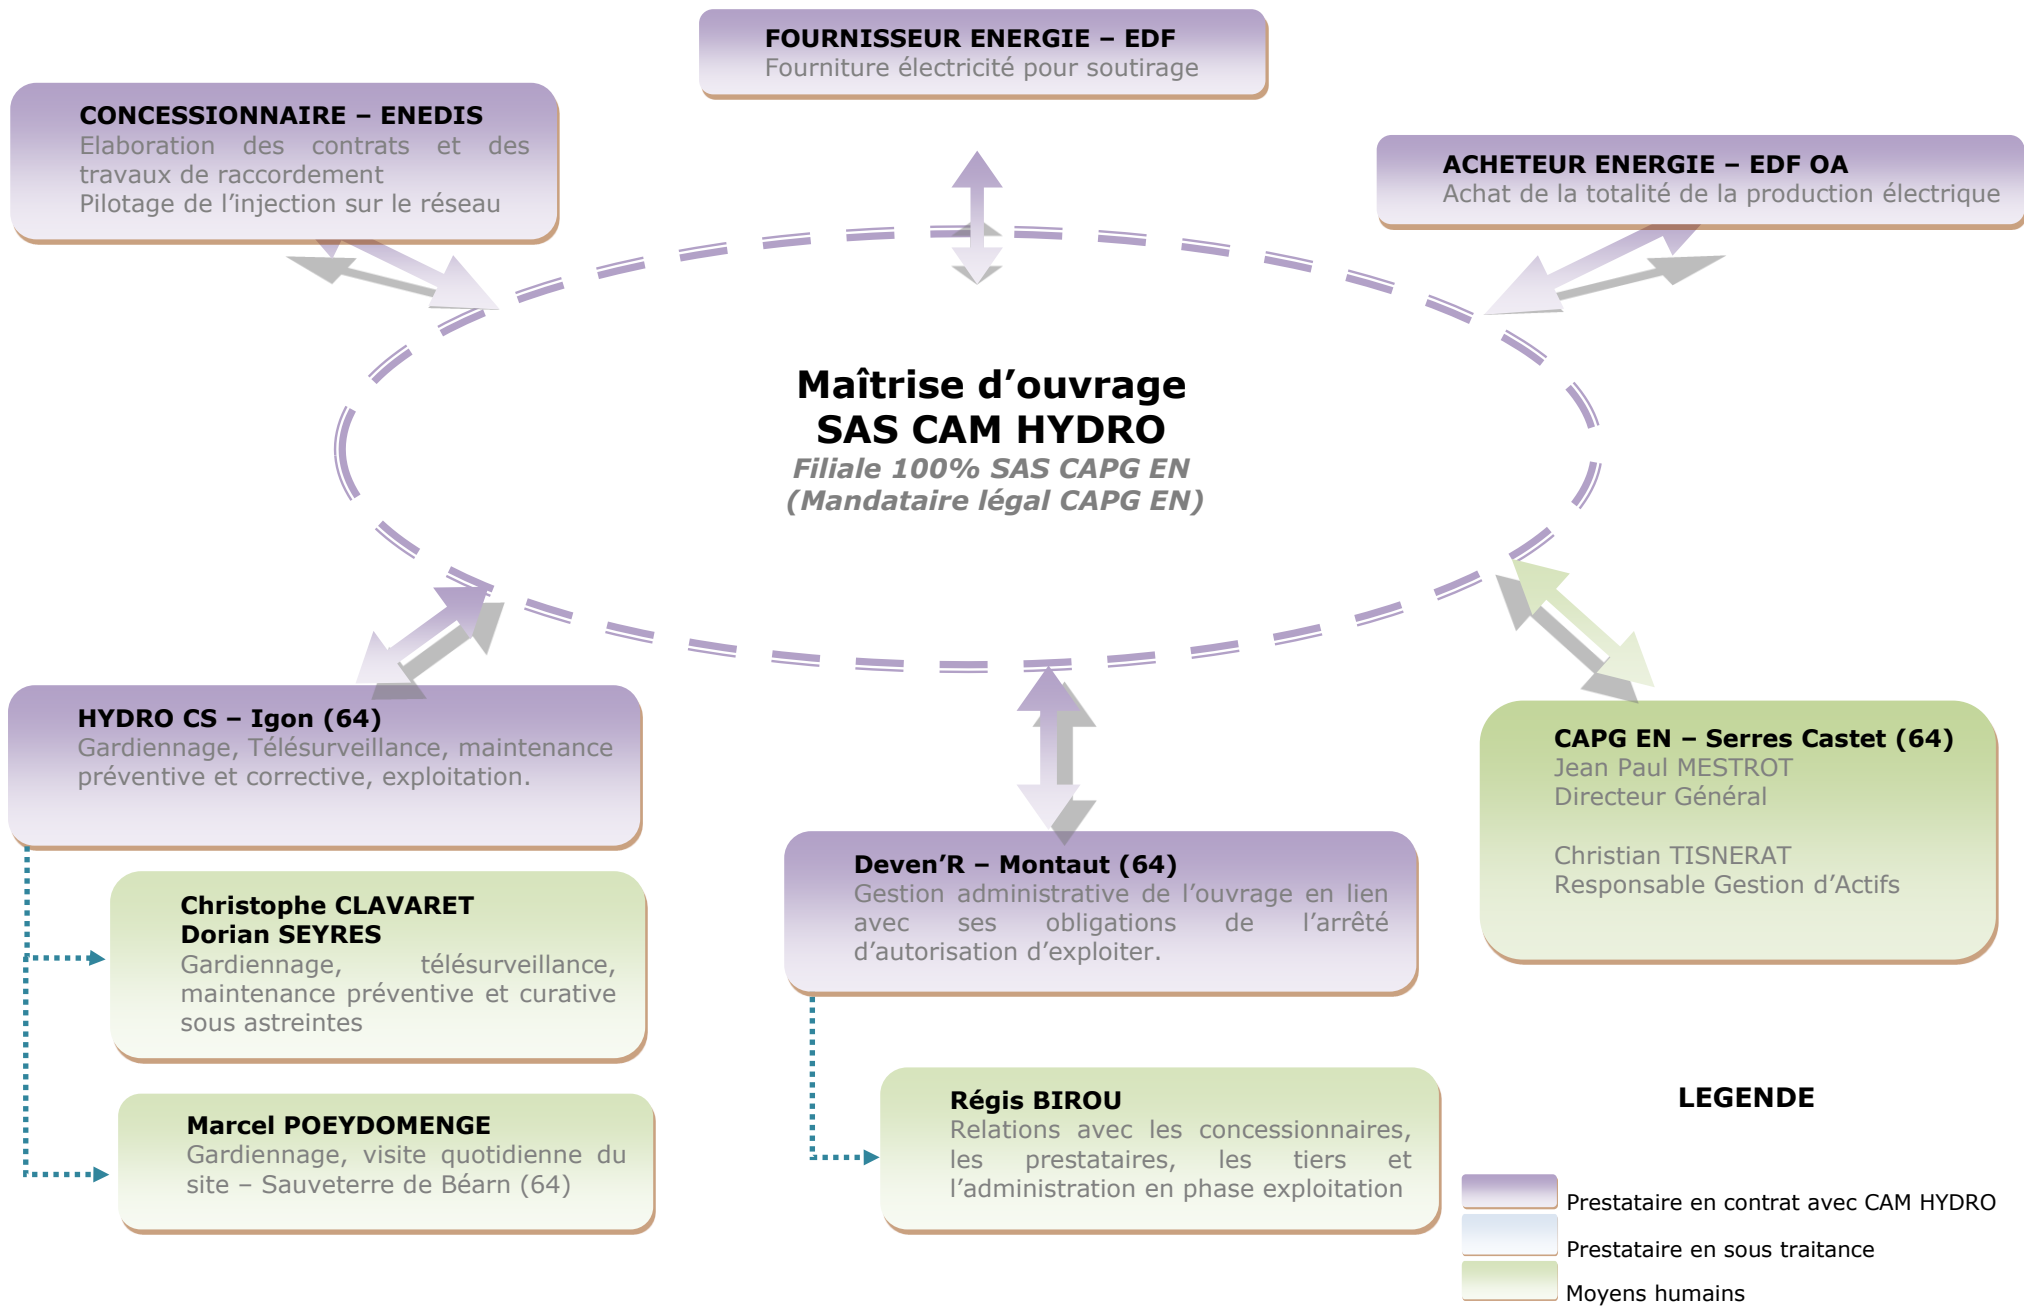 FOURNISSEUR ENERGIE – EDF
Fourniture électricité pour soutirage
CONCESSIONNAIRE – ENEDIS
Elaboration des contrats et des
travaux de raccordement
Pilotage de l’injection sur le réseau
ACHETEUR ENERGIE – EDF OA
Achat de la totalité de la production électrique
Maîtrise d’ouvrage
SAS CAM HYDRO
Filiale 100% SAS CAPG EN
(Mandataire légal CAPG EN)
HYDRO CS – Igon (64)
Gardiennage, Télésurveillance, maintenance
préventive et corrective, exploitation.
Christophe CLAVARET
Dorian SEYRES
Gardiennage, télésurveillance,
maintenance préventive et curative
sous astreintes
Marcel POEYDOMENGE
Gardiennage, visite quotidienne du
site – Sauveterre de Béarn (64)
Deven’R – Montaut (64)
Gestion administrative de l’ouvrage en lien
avec ses obligations de l’arrêté
d’autorisation d’exploiter.
Régis BIROU
Relations avec les concessionnaires,
les prestataires, les tiers et
l’administration en phase exploitation
CAPG EN – Serres Castet (64)
Jean Paul MESTROT
Directeur Général
Christian TISNERAT
Responsable Gestion d’Actifs
LEGENDE
Prestataire en contrat avec CAM HYDRO
Prestataire en sous traitance
Moyens humains